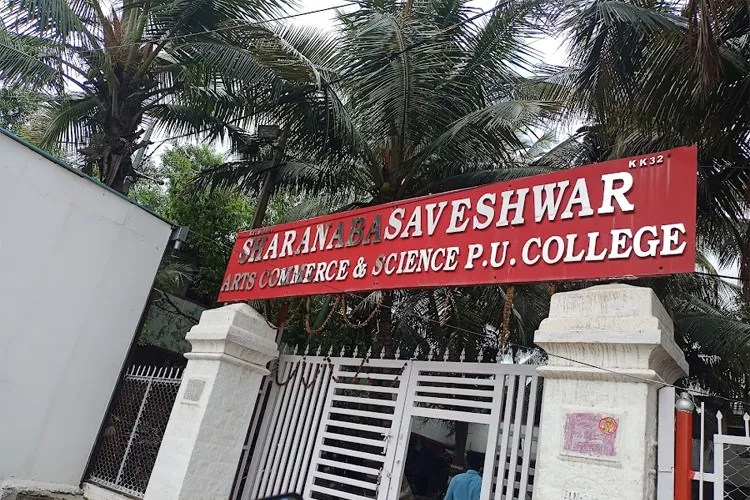 KK32
SHARANABASAVESHWAR
ARTS COMMERCE & SCIENCE P.U. COLLEGE